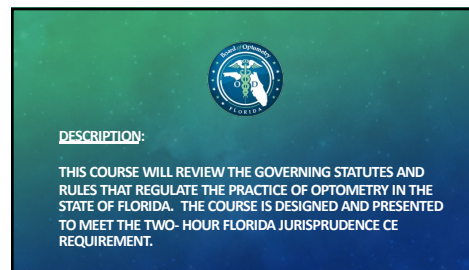 Board of Optometry
O D
FLORIDA
DESCRIPTION:
THIS COURSE WILL REVIEW THE GOVERNING STATUTES AND
RULES THAT REGULATE THE PRACTICE OF OPTOMETRY IN THE
STATE OF FLORIDA. THE COURSE IS DESIGNED AND PRESENTED
TO MEET THE TWO- HOUR FLORIDA JURISPRUDENCE CE
REQUIREMENT.